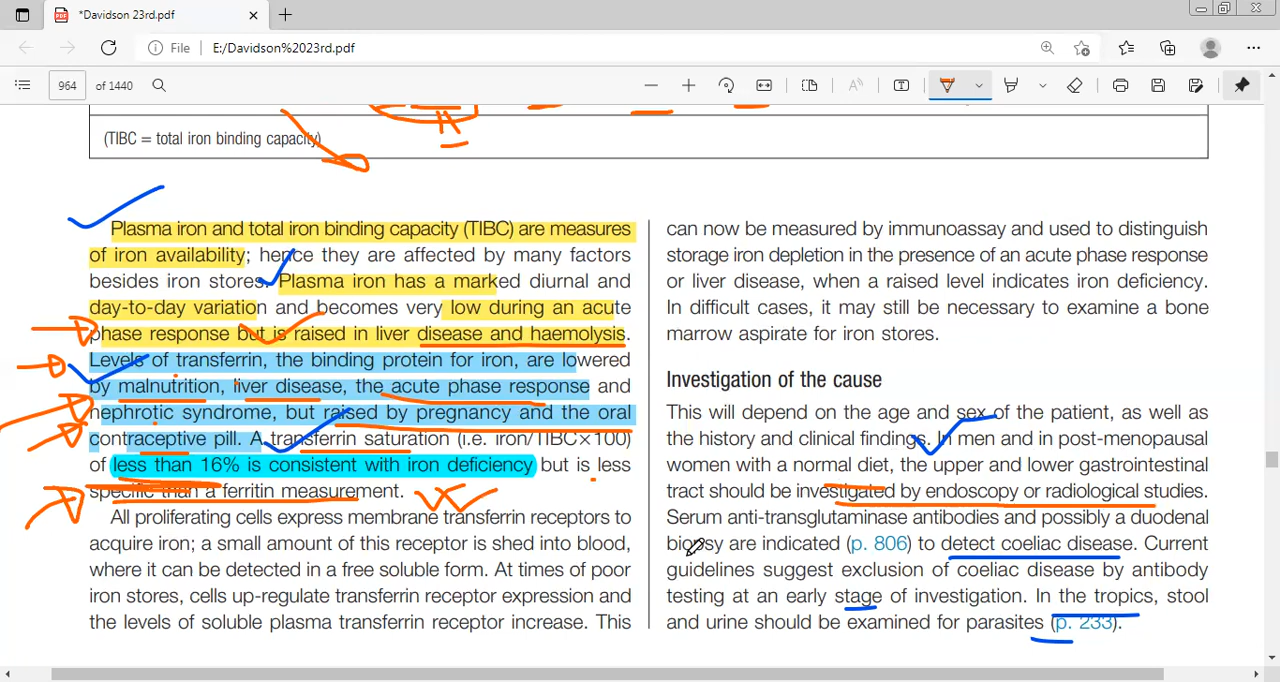 *Davidson 23rd.pdf
File
E:/Davidson%2023rd.pdf
964 of 1440
(TIBC = total iron binding capacity)
Plasma iron and total iron binding capacity (TIBC) are measures
of iron availability; hence they are affected by many factors
besides iron stores. Plasma iron has a marked diurnal and
day-to-day variation and becomes very low during an acute
phase response but is raised in liver disease and haemolysis.
Levels of transferrin, the binding protein for iron, are lowered
by malnutrition, liver disease, the acute phase response and
nephrotic syndrome, but raised by pregnancy and the oral
contraceptive pill. A transferrin saturation (i.e. iron/TIBC×100)
of less than 16% is consistent with iron deficiency but is less
specific than a ferritin measurement.
All proliferating cells express membrane transferrin receptors to
acquire iron; a small amount of this receptor is shed into blood,
where it can be detected in a free soluble form. At times of poor
iron stores, cells up-regulate transferrin receptor expression and
the levels of soluble plasma transferrin receptor increase. This
can now be measured by immunoassay and used to distinguish
storage iron depletion in the presence of an acute phase response
or liver disease, when a raised level indicates iron deficiency.
In difficult cases, it may still be necessary to examine a bone
marrow aspirate for iron stores.
Investigation of the cause
This will depend on the age and sex of the patient, as well as
the history and clinical findings. In men and in post-menopausal
women with a normal diet, the upper and lower gastrointestinal
tract should be investigated by endoscopy or radiological studies.
Serum anti-transglutaminase antibodies and possibly a duodenal
biopsy are indicated (p. 806) to detect coeliac disease. Current
guidelines suggest exclusion of coeliac disease by antibody
testing at an early stage of investigation. In the tropics, stool
and urine should be examined for parasites (p. 233).